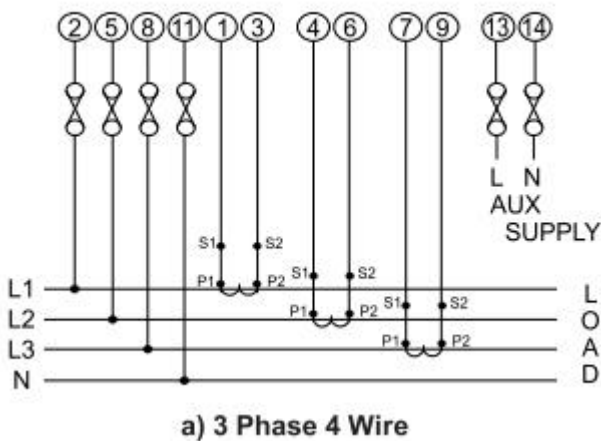 2 5 8 11 1 3 4 6 7 9 13 14
L N
AUX
SUPPLY
S1 S2
S1 S2
P1 P2
L1 L
S1 S2
P1 P2
L2 O
P1 P2
L3 A
N D
a) 3 Phase 4 Wire